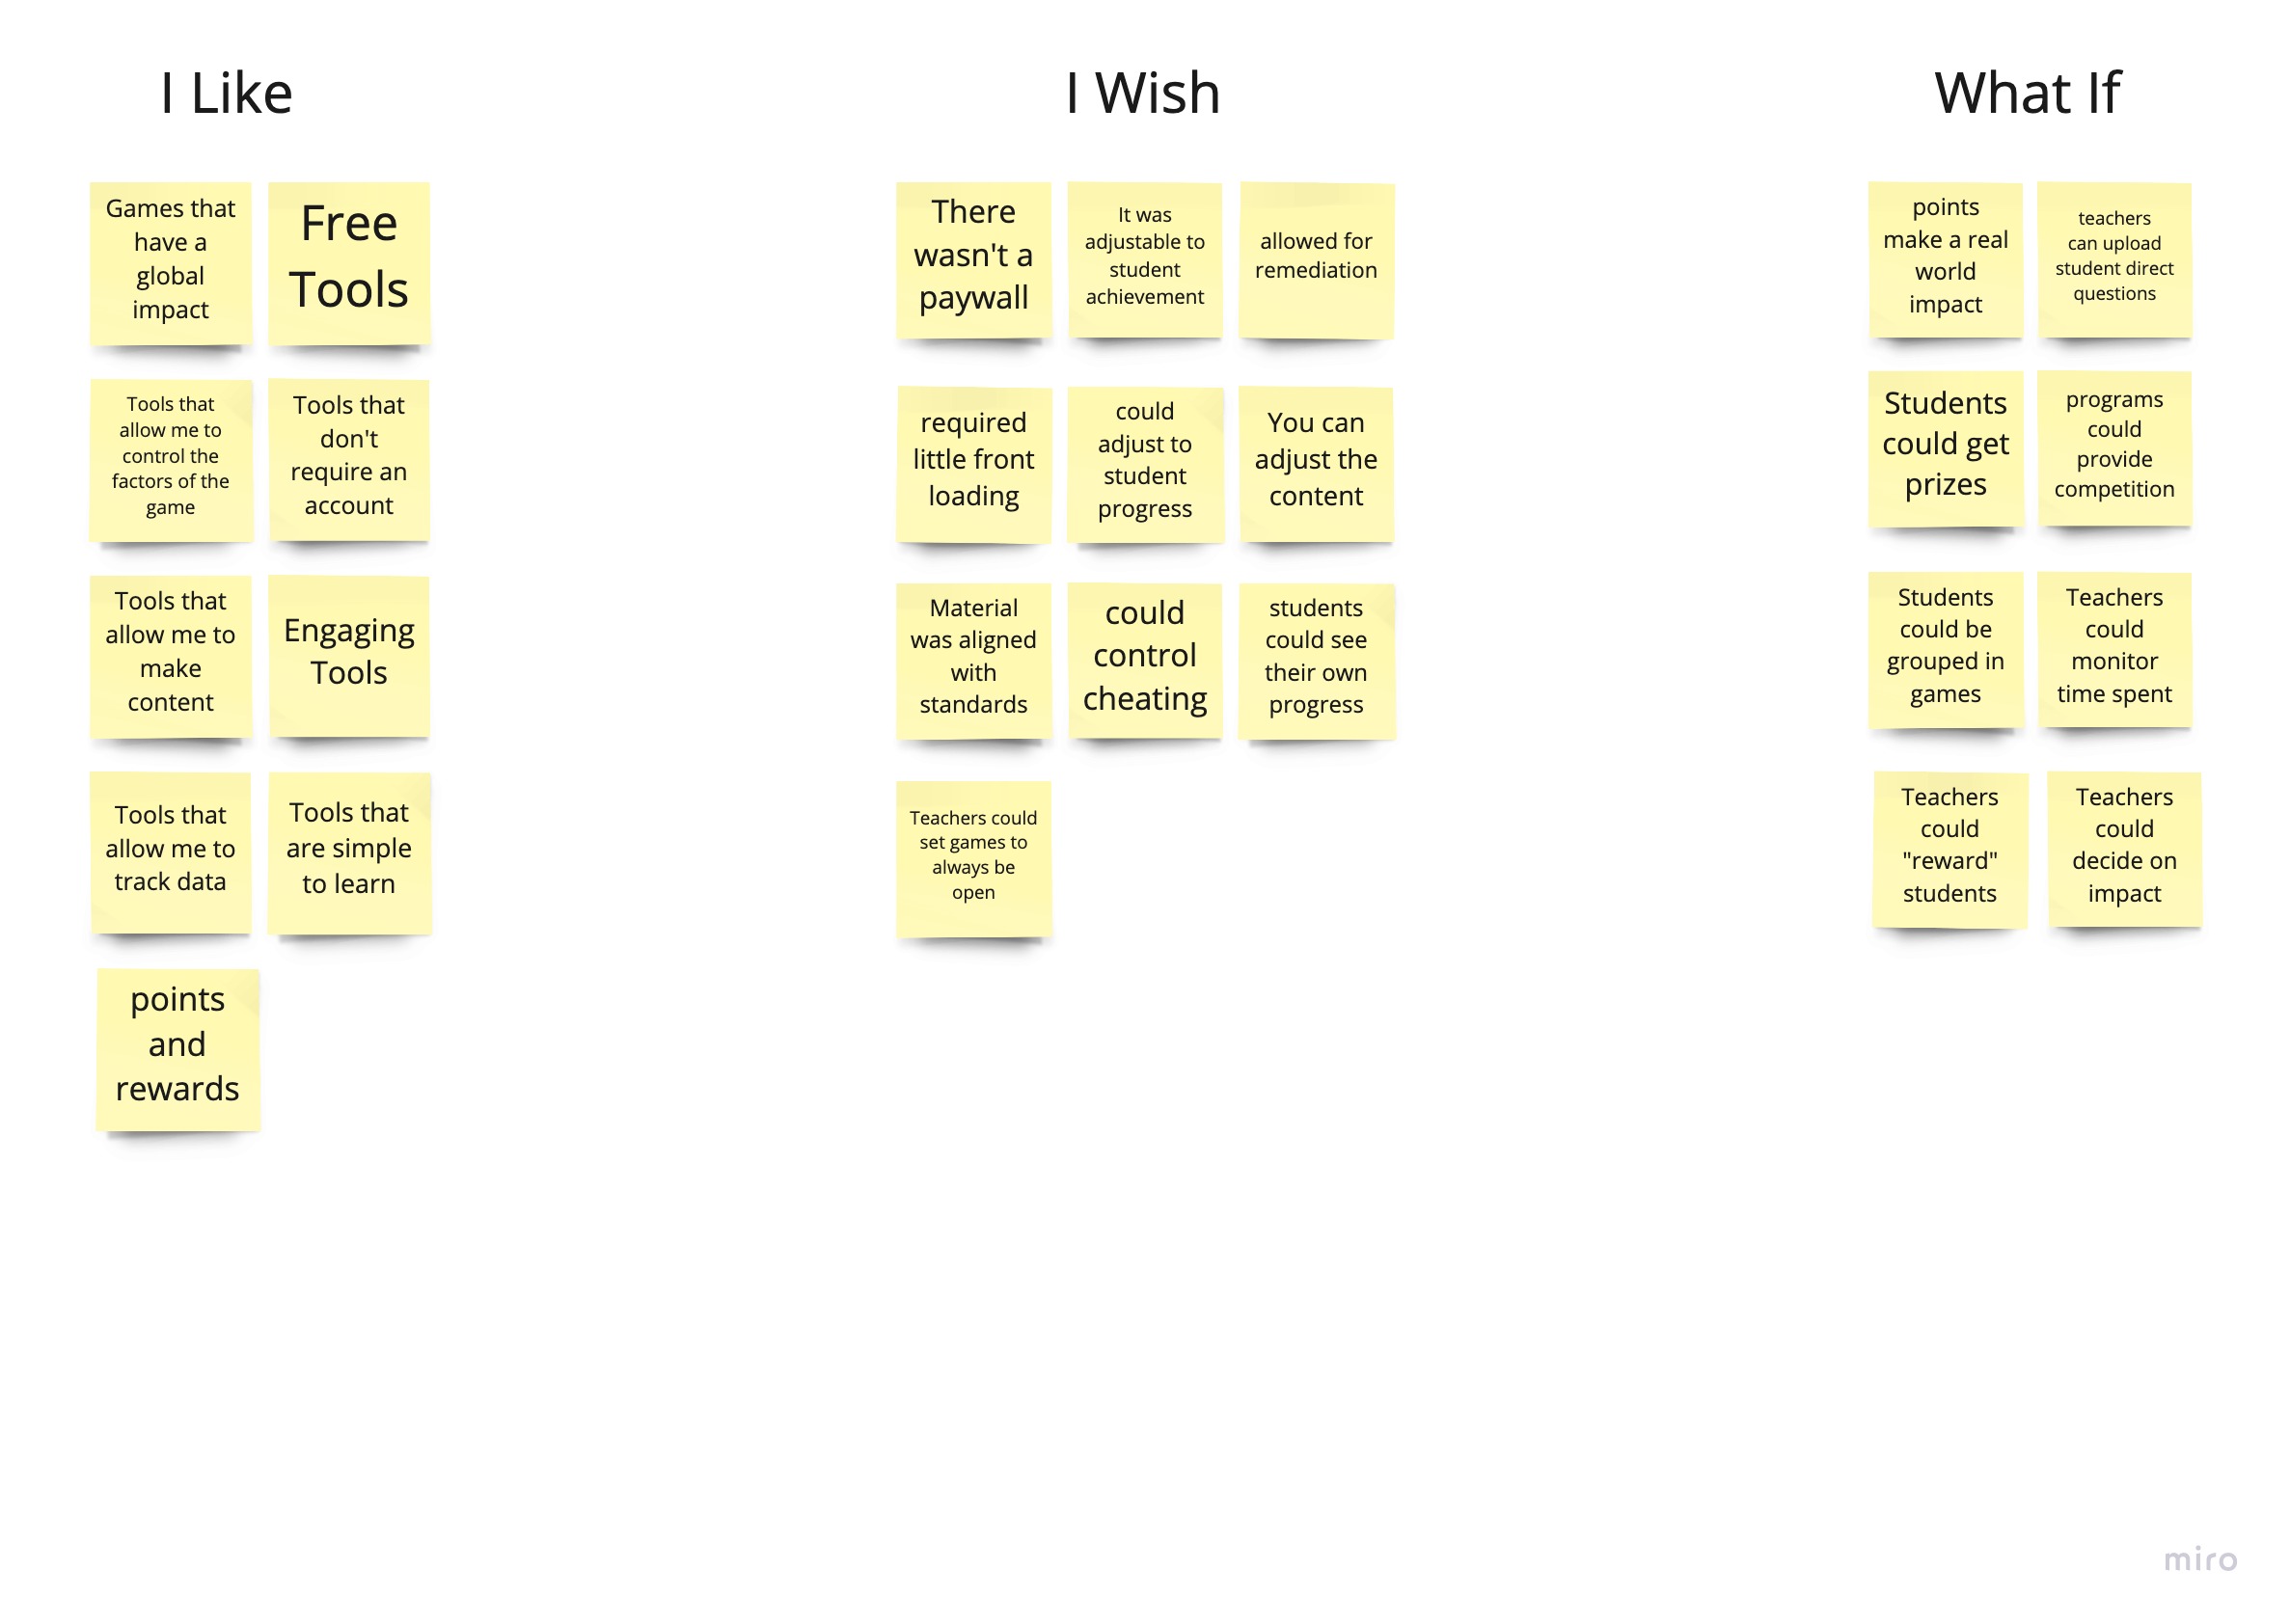 I Like
Games that
have a
global
impact
Free
Tools
Tools that
allow me to
control the
factors of the
game
Tools that
don't
require an
account
Tools that
allow me to
make
content
Engaging
Tools
Tools that
allow me to
track data
Tools that
are simple
to learn
points
and
rewards
I Wish
There
wasn't a
paywall
It was
adjustable to
student
achievement
allowed for
remediation
required
little front
loading
could
adjust to
student
progress
You can
adjust the
content
Material
was aligned
with
standards
could
control
cheating
students
could see
their own
progress
Teachers could
set games to
always be
open
What If
points
make a real
world
impact
teachers
can upload
student direct
questions
Students
could get
prizes
programs
could
provide
competition
Students
could be
grouped in
games
Teachers
could
monitor
time spent
Teachers
could
"reward"
students
Teachers
could
decide on
impact
miro